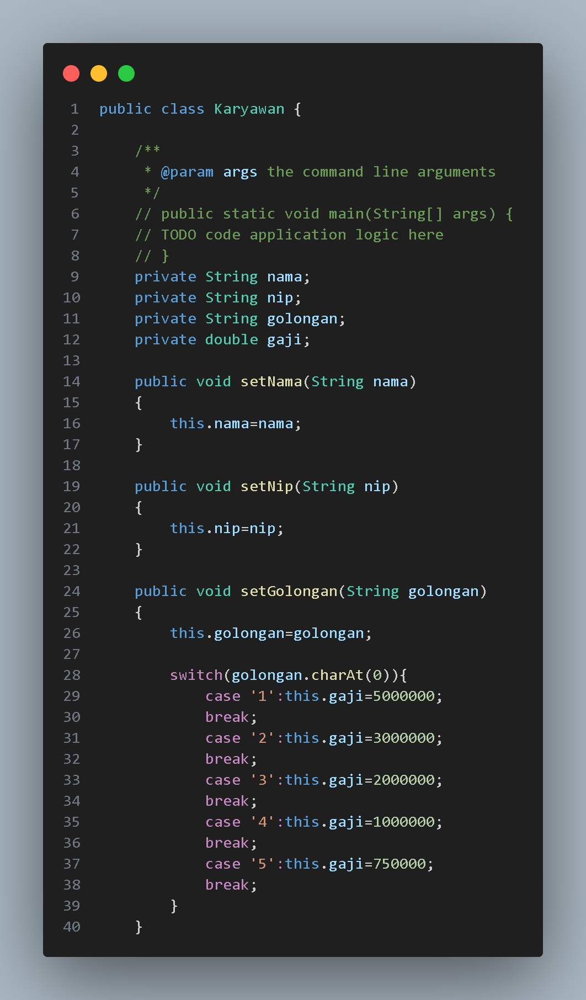 1 public class Karyawan {
2
3     /**
4      * @param args the command line arguments
5      */
6     // public static void main(String[] args) {
7     // TODO code application logic here
8     // }
9     private String nama;
10     private String nip;
11     private String golongan;
12     private double gaji;
13
14     public void setNama(String nama)
15     {
16         this.nama=nama;
17     }
18
19     public void setNip(String nip)
20     {
21         this.nip=nip;
22     }
23
24     public void setGolongan(String golongan)
25     {
26         this.golongan=golongan;
27
28         switch(golongan.charAt(0)){
29             case '1':this.gaji=5000000;
30             break;
31             case '2':this.gaji=3000000;
32             break;
33             case '3':this.gaji=2000000;
34             break;
35             case '4':this.gaji=1000000;
36             break;
37             case '5':this.gaji=750000;
38             break;
39         }
40     }